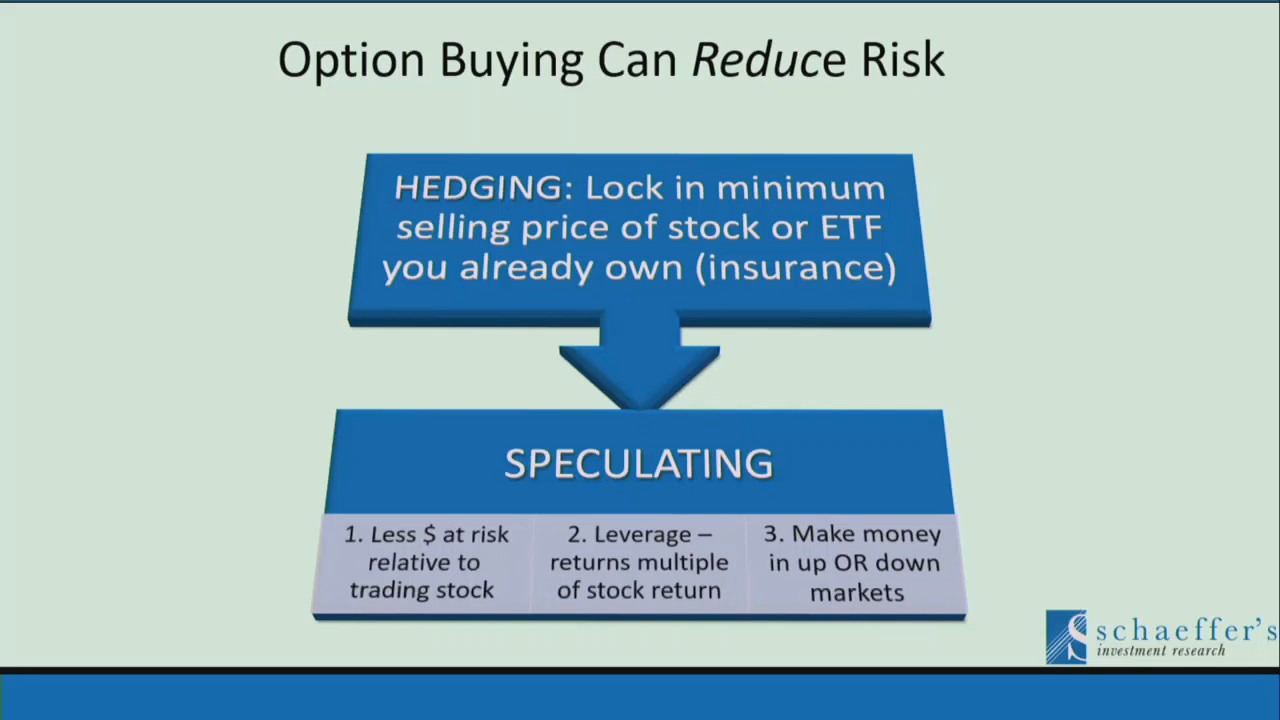 Option Buying Can Reduce Risk
HEDGING: Lock in minimum
selling price of stock or ETF
you already own (insurance)
SPECULATING
1. Less $ at risk
relative to
trading stock
2. Leverage –
returns multiple
of stock return
3. Make money
in up OR down
markets
schaeffer's
investment research